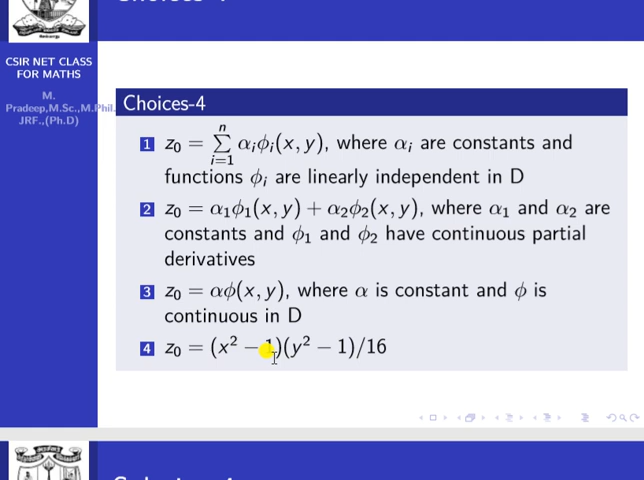 CSIR NET CLASS
FOR MATHS
M.
Pradeep,M.Sc.,M.Phil.
JRF.,(Ph.D)
Choices-4
1 z₀ = ∑ⁿᵢ₌₁ αᵢϕᵢ(x, y), where αᵢ are constants and
functions ϕᵢ are linearly independent in D
2 z₀ = α₁ϕ₁(x, y) + α₂ϕ₂(x, y), where α₁ and α₂ are
constants and ϕ₁ and ϕ₂ have continuous partial
derivatives
3 z₀ = αϕ(x, y), where α is constant and ϕ is
continuous in D
4 z₀ = (x² − 1)(y² − 1)/16